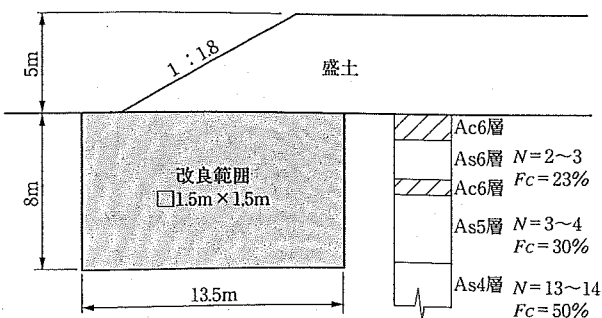 5m
1 : 1.8
盛土
8m
改良範囲
□1.5m×1.5m
13.5m
Ac6層
As6層 N=2〜3
Fc=23%
Ac6層
As5層 N=3〜4
Fc=30%
As4層 N=13〜14
Fc=50%